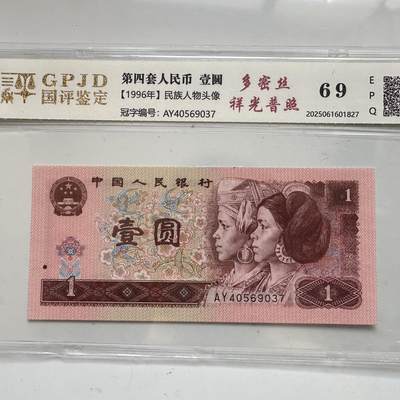 GPJD
国评鉴定
第四套人民币 壹圆
【1996年】民族人物头像
冠字编号：AY40569037
多密丝
祥光普照
69
EPQ
2025061601827
中国人民银行
壹圆
1
1
AY40569037
1